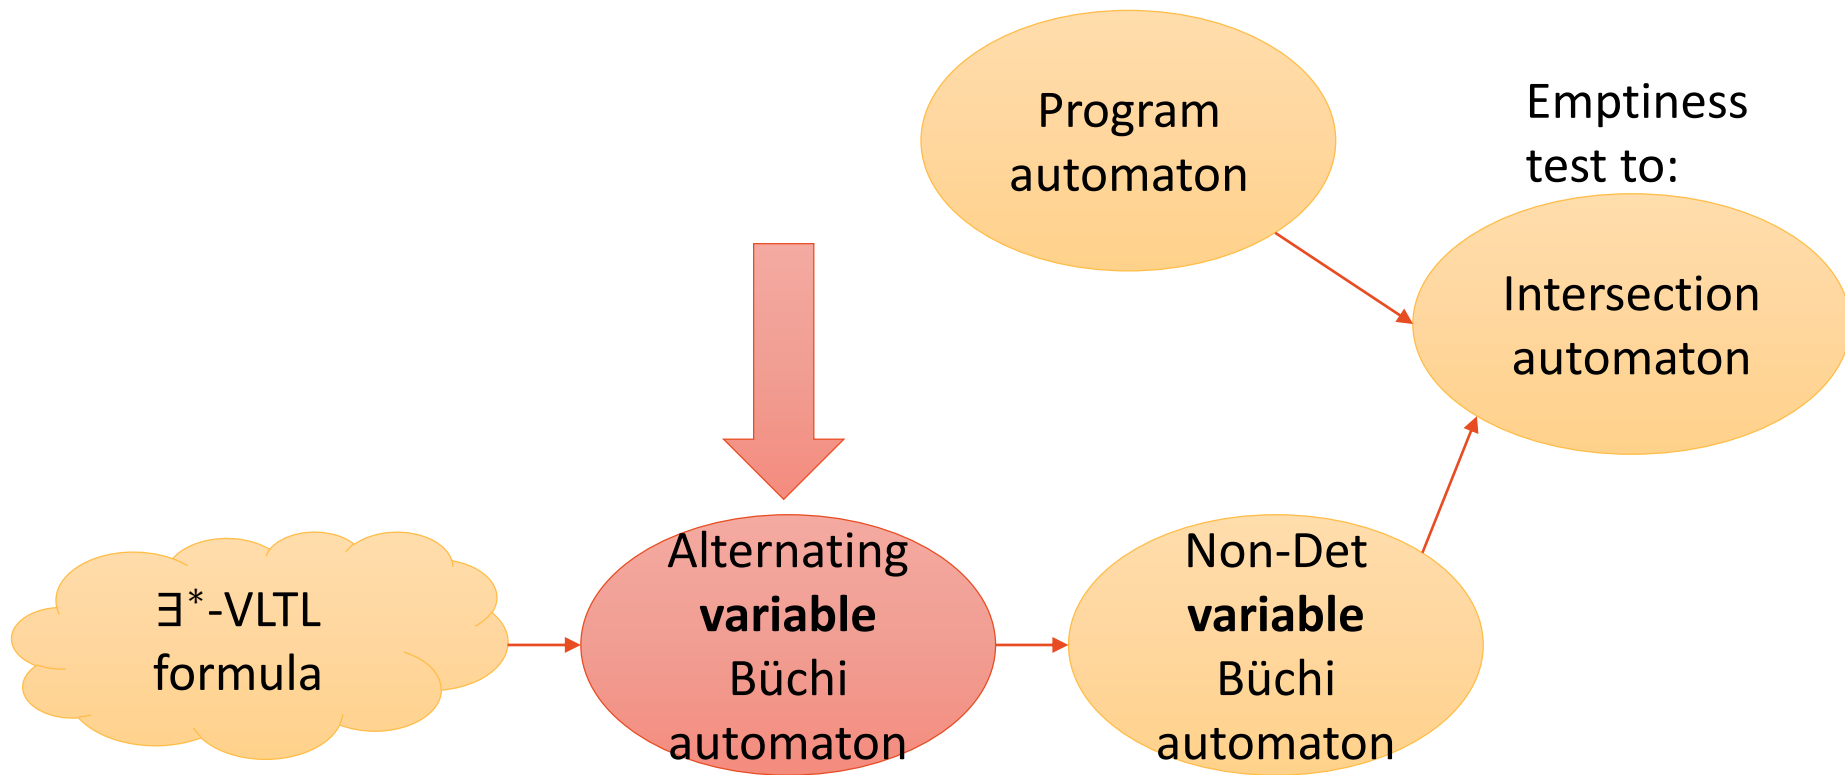 Program
automaton
Emptiness
test to:
Intersection
automaton
∃*-VLTL
formula
Alternating
variable
Büchi
automaton
Non-Det
variable
Büchi
automaton